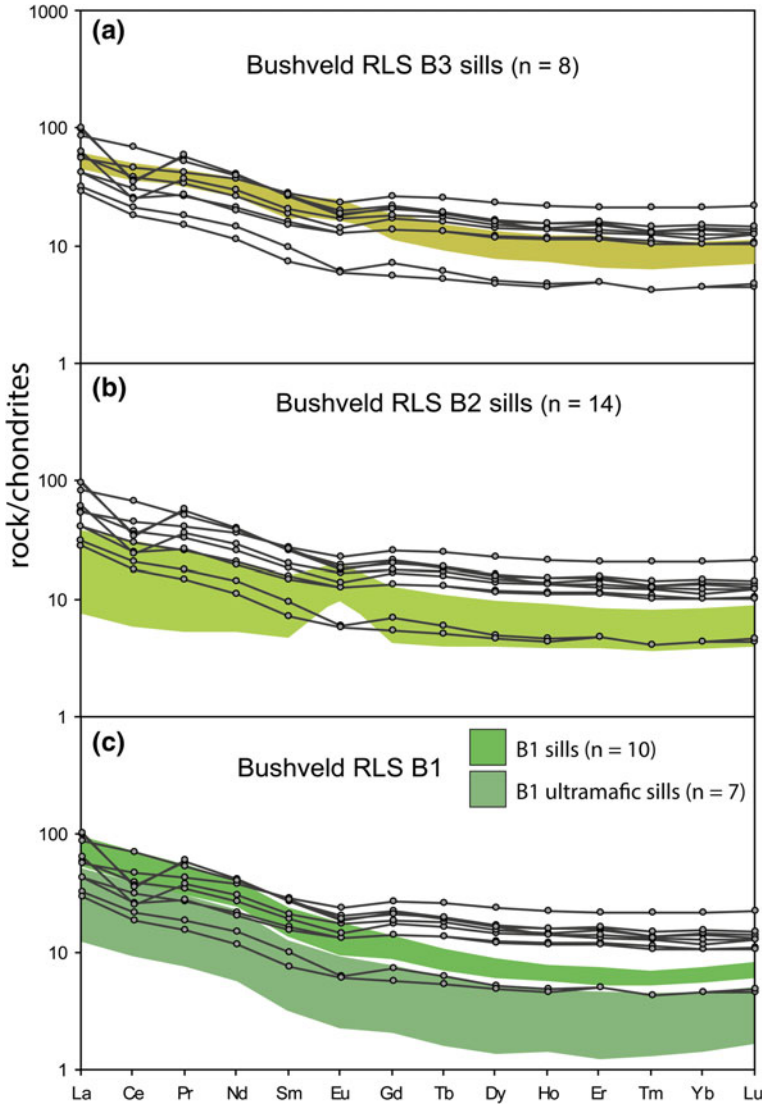 rock/chondrites
1000
(a)
Bushveld RLS B3 sills (n = 8)
100
10
1
(b)
Bushveld RLS B2 sills (n = 14)
100
10
1
(c)
Bushveld RLS B1
B1 sills (n = 10)
B1 ultramafic sills (n = 7)
100
10
1
La Ce Pr Nd Sm Eu Gd Tb Dy Ho Er Tm Yb Lu